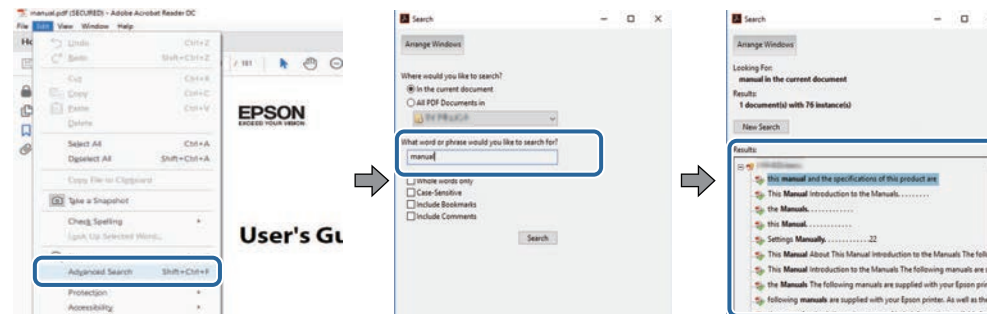 manual.pdf (SECURED) - Adobe Acrobat Reader DC
File Edit View Window Help
Undo Ctrl+Z
Redo Shift+Ctrl+Z
Cut Ctrl+X
Copy Ctrl+C
Paste Ctrl+V
Delete
Select All Ctrl+A
Deselect All Shift+Ctrl+A
Copy File to Clipboard
Take a Snapshot
Check Spelling
Look Up Selected Word...
Advanced Search Shift+Ctrl+F
Protection
Accessibility
/ 181
EPSON
EXCEED YOUR VISION
User's Gu
Search
Arrange Windows
Where would you like to search?
In the current document
All PDF Documents in
What word or phrase would you like to search for?
manual
Whole words only
Case-Sensitive
Include Bookmarks
Include Comments
Search
Search
Arrange Windows
Looking For:
manual in the current document
Results:
1 document(s) with 76 instance(s)
New Search
Results:
this manual and the specifications of this product are
This Manual Introduction to the Manuals.........
the Manuals.............
this Manual.............
Settings Manually.............22
This Manual About This Manual Introduction to the Manuals The foll
This Manual Introduction to the Manuals The following manuals are
the Manuals The following manuals are supplied with your Epson prin
following manuals are supplied with your Epson printer. As well as the